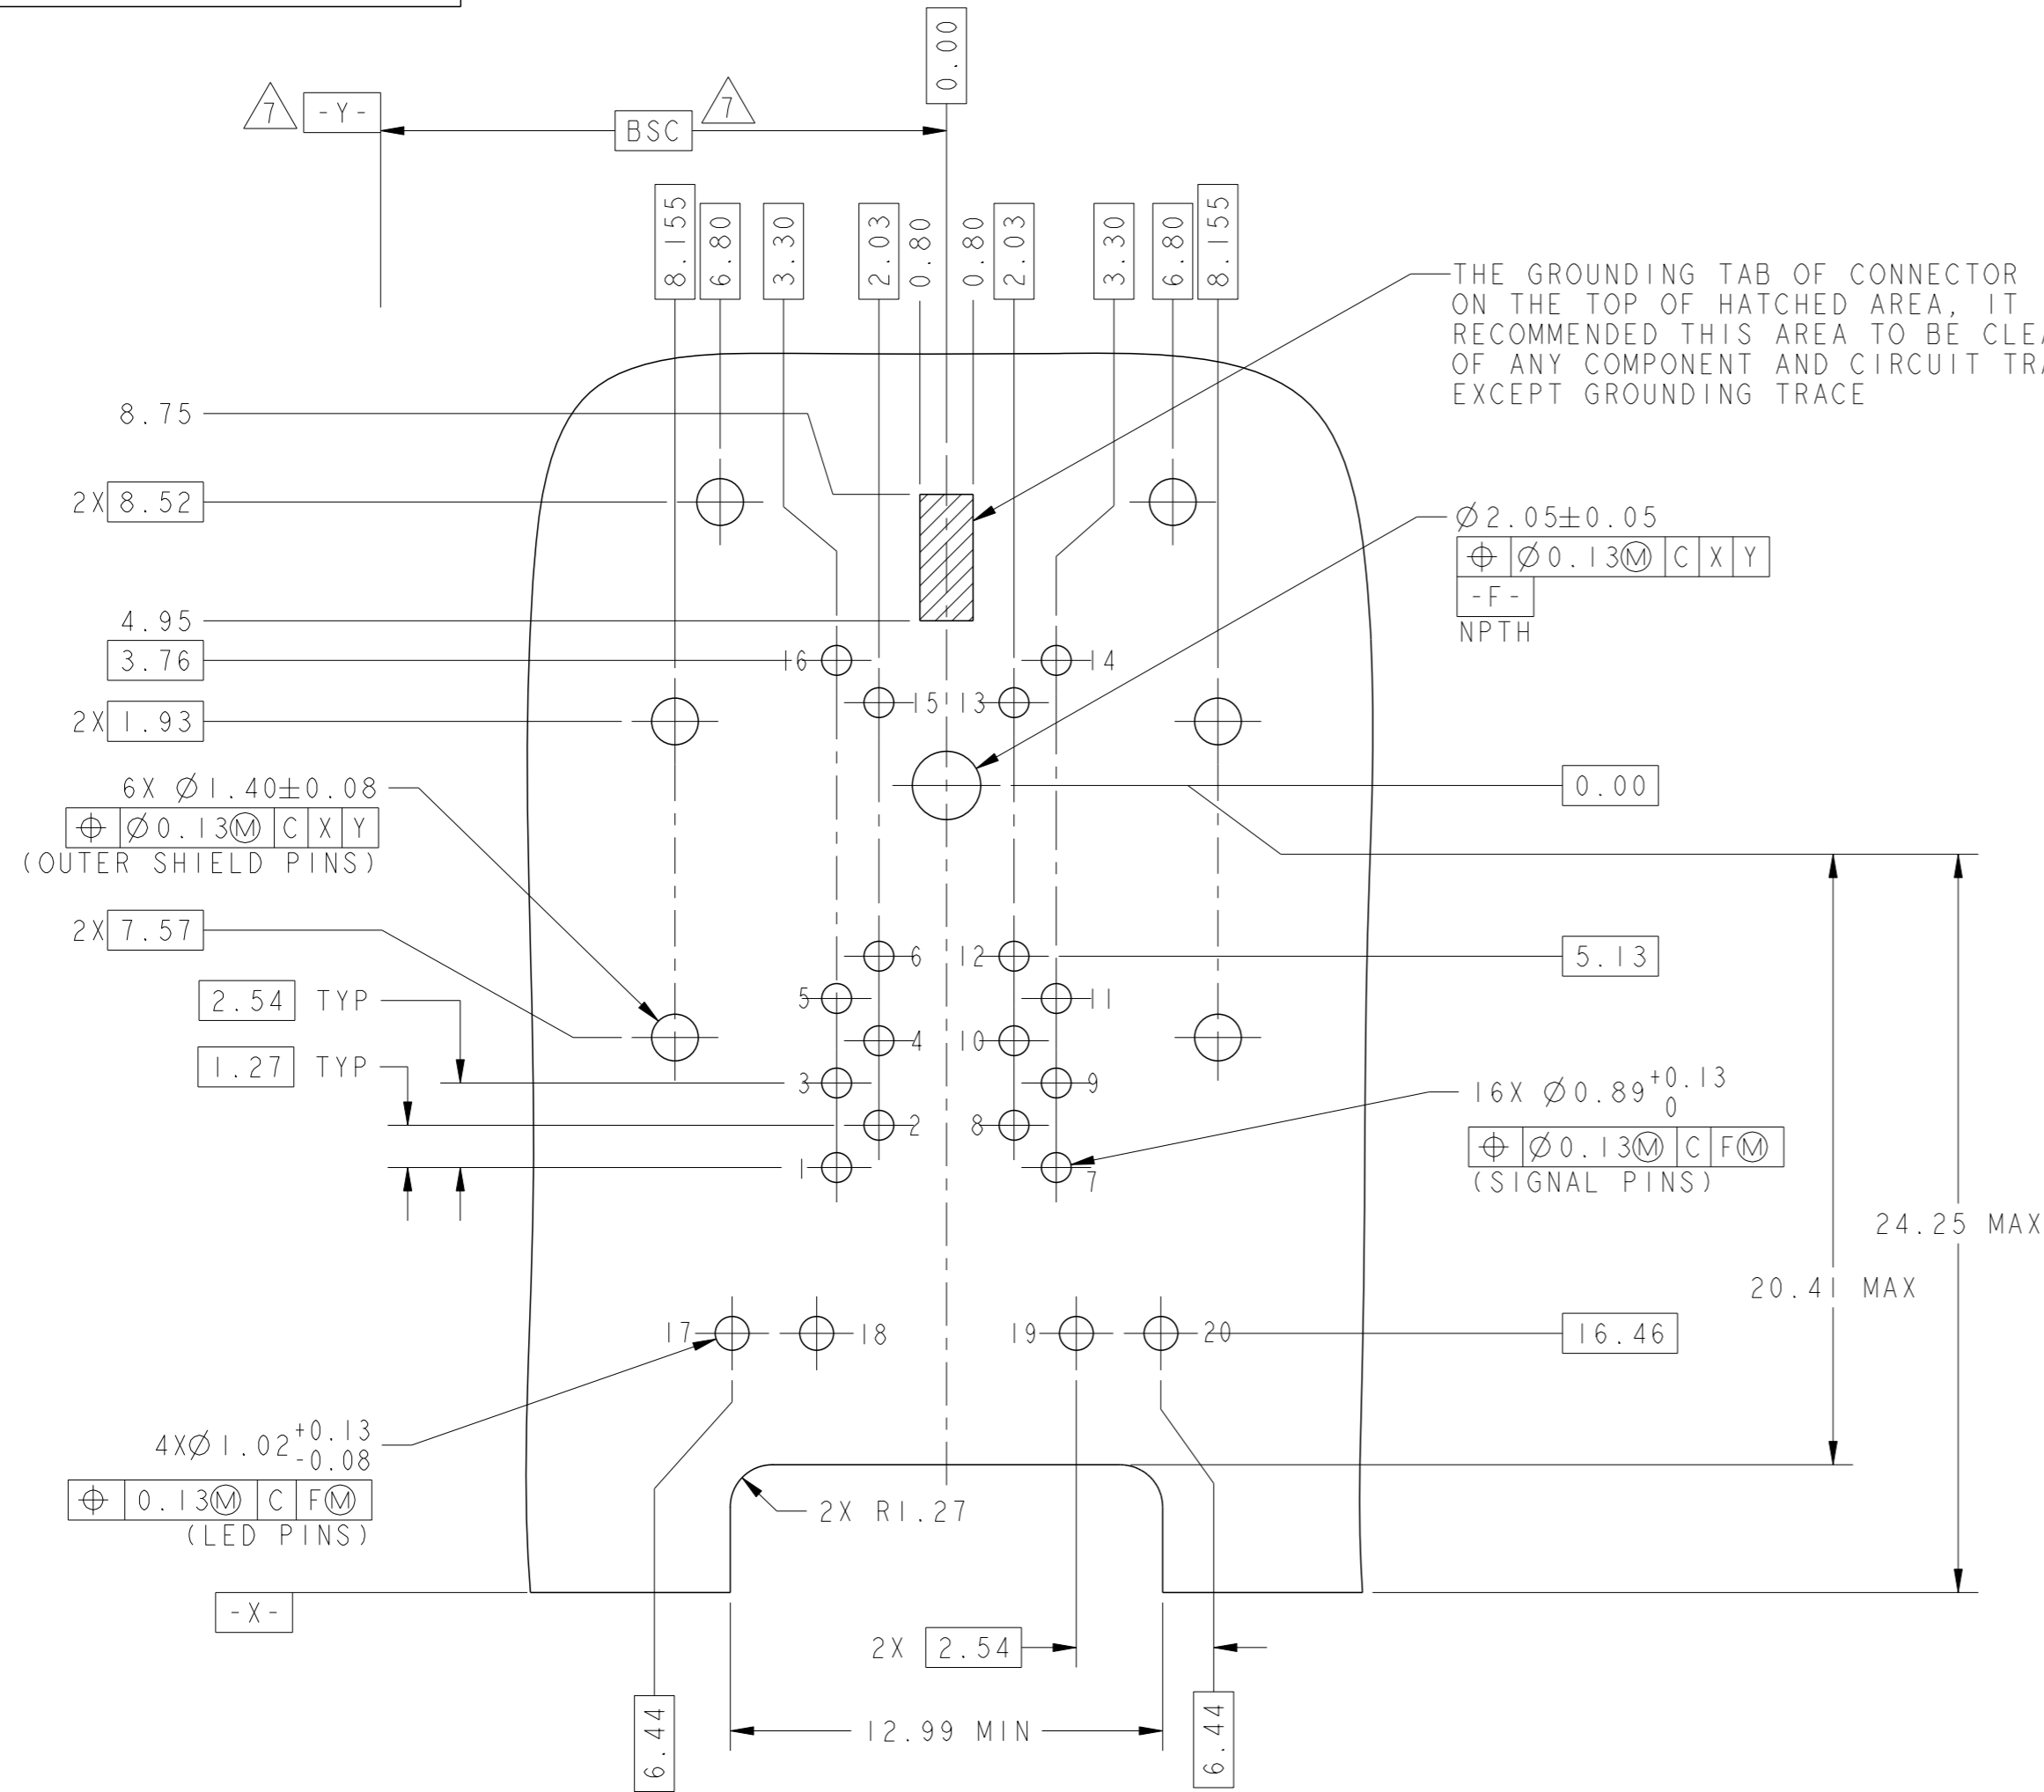 0.00
7 -Y- BSC 7
8.155 6.80 3.30 2.03 0.80 0.80 2.03 3.30 6.80 8.155
THE GROUNDING TAB OF CONNECTOR
ON THE TOP OF HATCHED AREA, IT
RECOMMENDED THIS AREA TO BE
OF ANY COMPONENT AND CIRCUIT
EXCEPT GROUNDING TRACE
8.75
2X 8.52
Ø2.05±0.05
⌖ Ø0.13Ⓜ C X Y
-F-
NPTH
4.95
3.76
16 14
15 13
2X 1.93
6X Ø1.40±0.08
⌖ Ø0.13Ⓜ C X Y
(OUTER SHIELD PINS)
0.00
2X 7.57
6 12
5.13
2.54 TYP
5 11
4 10
1.27 TYP
3 9
2 8
1 7
16X Ø0.89 +0.13 0
⌖ Ø0.13Ⓜ C FⓂ
(SIGNAL PINS)
24.25 MAX
20.41 MAX
17 18 19 20
16.46
4XØ1.02 +0.13 -0.08
⌖ 0.13Ⓜ C FⓂ
(LED PINS)
2X R1.27
-X-
2X 2.54
6.44 12.99 MIN 6.44